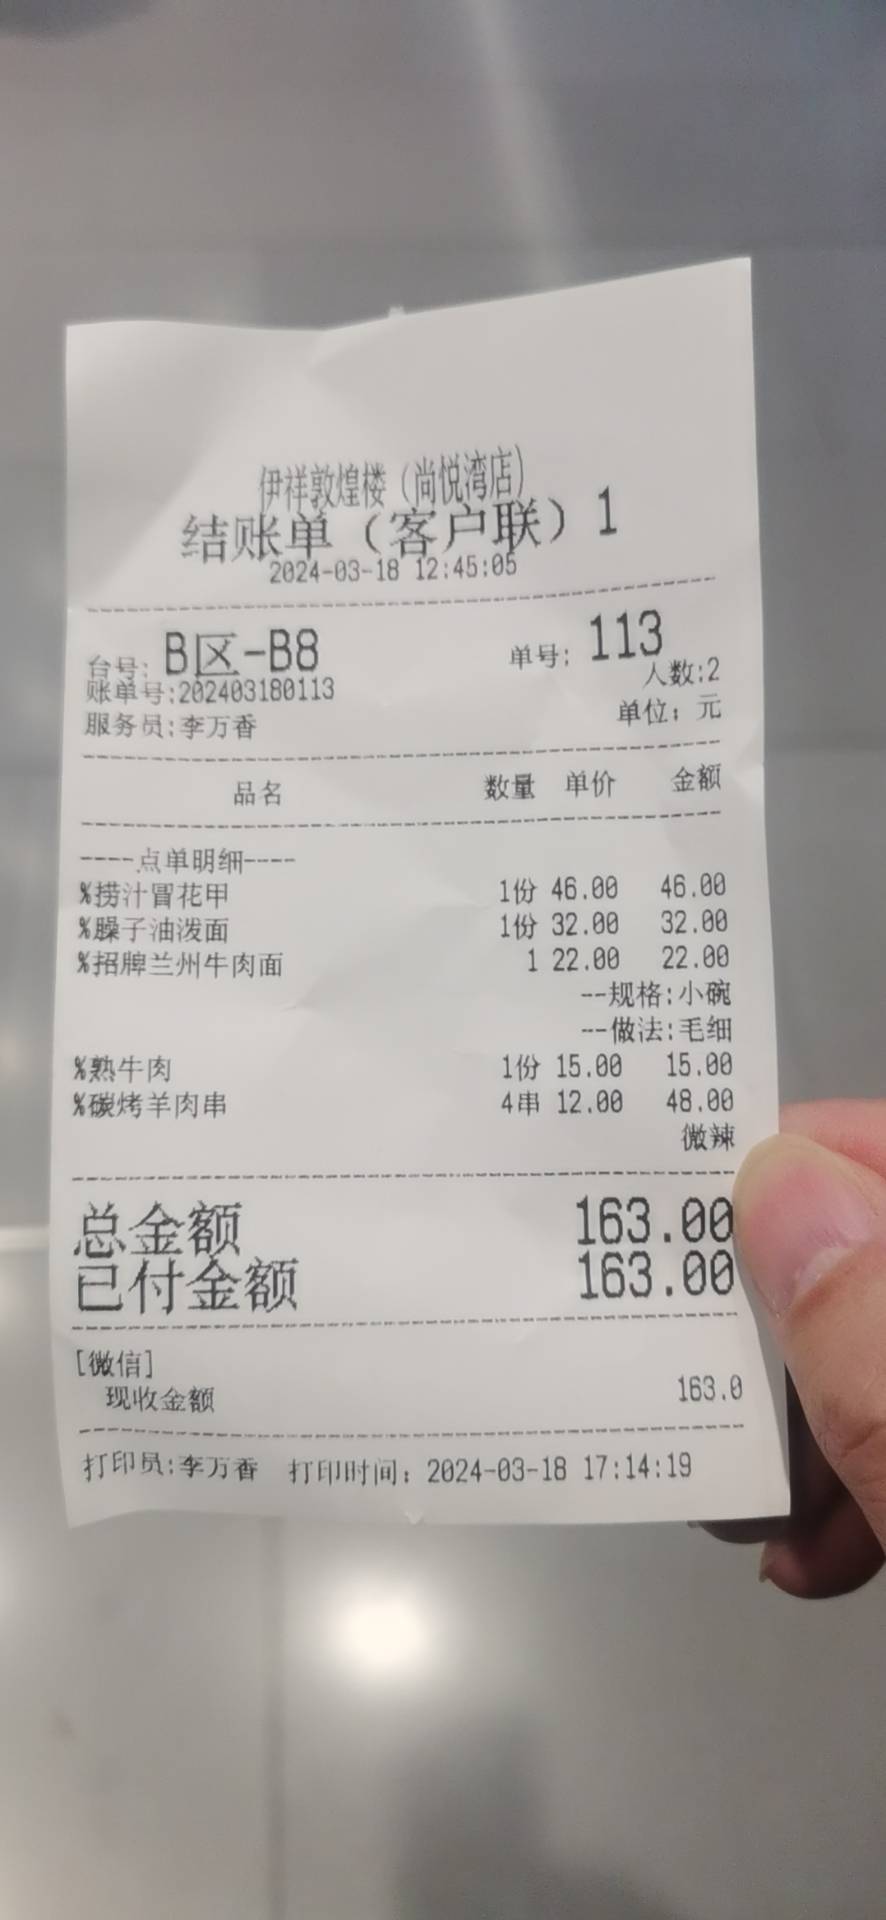 伊祥敦煌楼（尚悦湾店）
结账单（客户联）1
2024-03-18 12:45:05
台号: B区-B8 单号: 113
账单号:202403180113 人数:2
服务员:李万香 单位: 元
品名 数量 单价 金额
----点单明细----
%捞汁冒花甲 1份 46.00 46.00
%臊子油泼面 1份 32.00 32.00
%招牌兰州牛肉面 1 22.00 22.00
--规格:小碗
--做法:毛细
%熟牛肉 1份 15.00 15.00
%碳烤羊肉串 4串 12.00 48.00
微辣
总金额 163.00
已付金额 163.00
[微信]
现收金额 163.0
打印员:李万香 打印时间: 2024-03-18 17:14:19